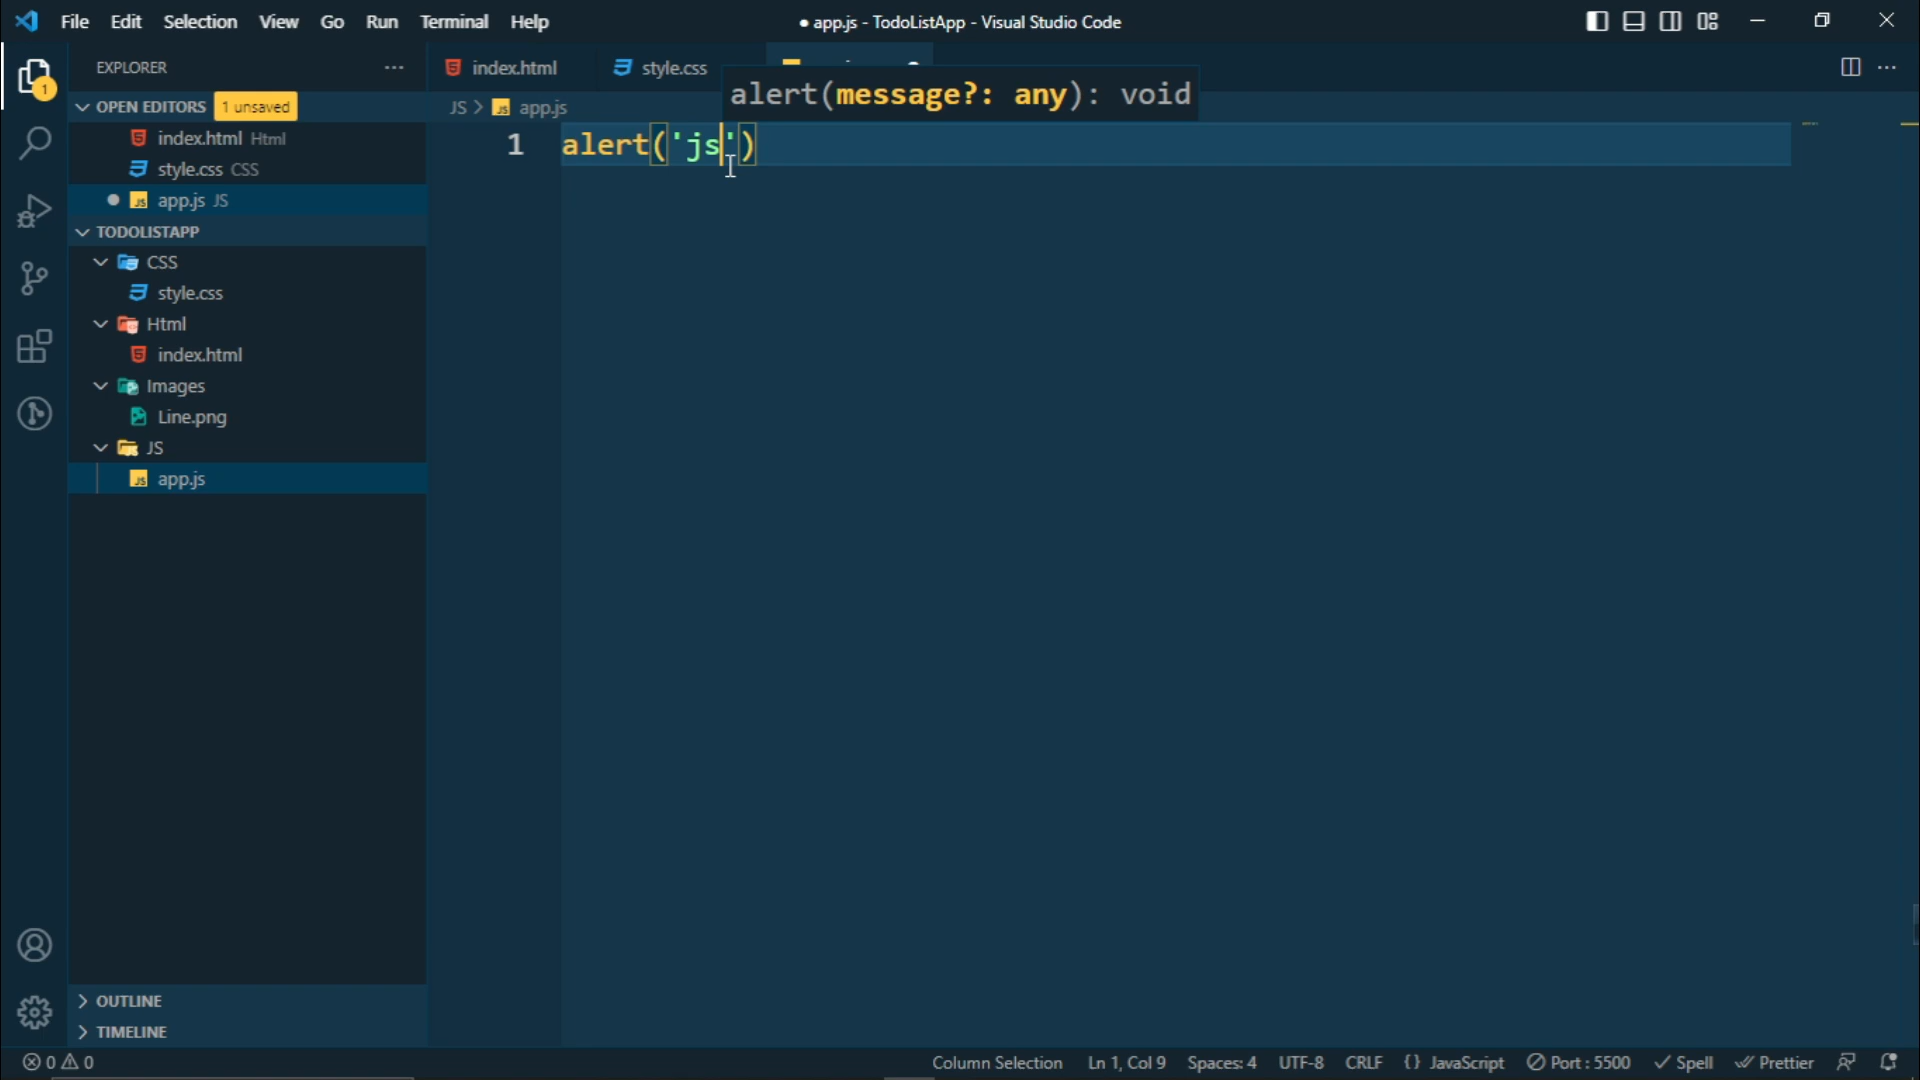 File Edit Selection View Go Run Terminal Help
● app.js - TodoListApp - Visual Studio Code
EXPLORER
index.html
style.css
1
OPEN EDITORS 1 unsaved
JS > app.js
alert(message?: any): void
index.html Html
style.css CSS
app.js JS
1 alert('js')
TODOLISTAPP
CSS
style.css
Html
index.html
Images
Line.png
JS
app.js
OUTLINE
TIMELINE
0 0
Column Selection Ln 1, Col 9 Spaces: 4 UTF-8 CRLF {} JavaScript Port : 5500 Spell Prettier